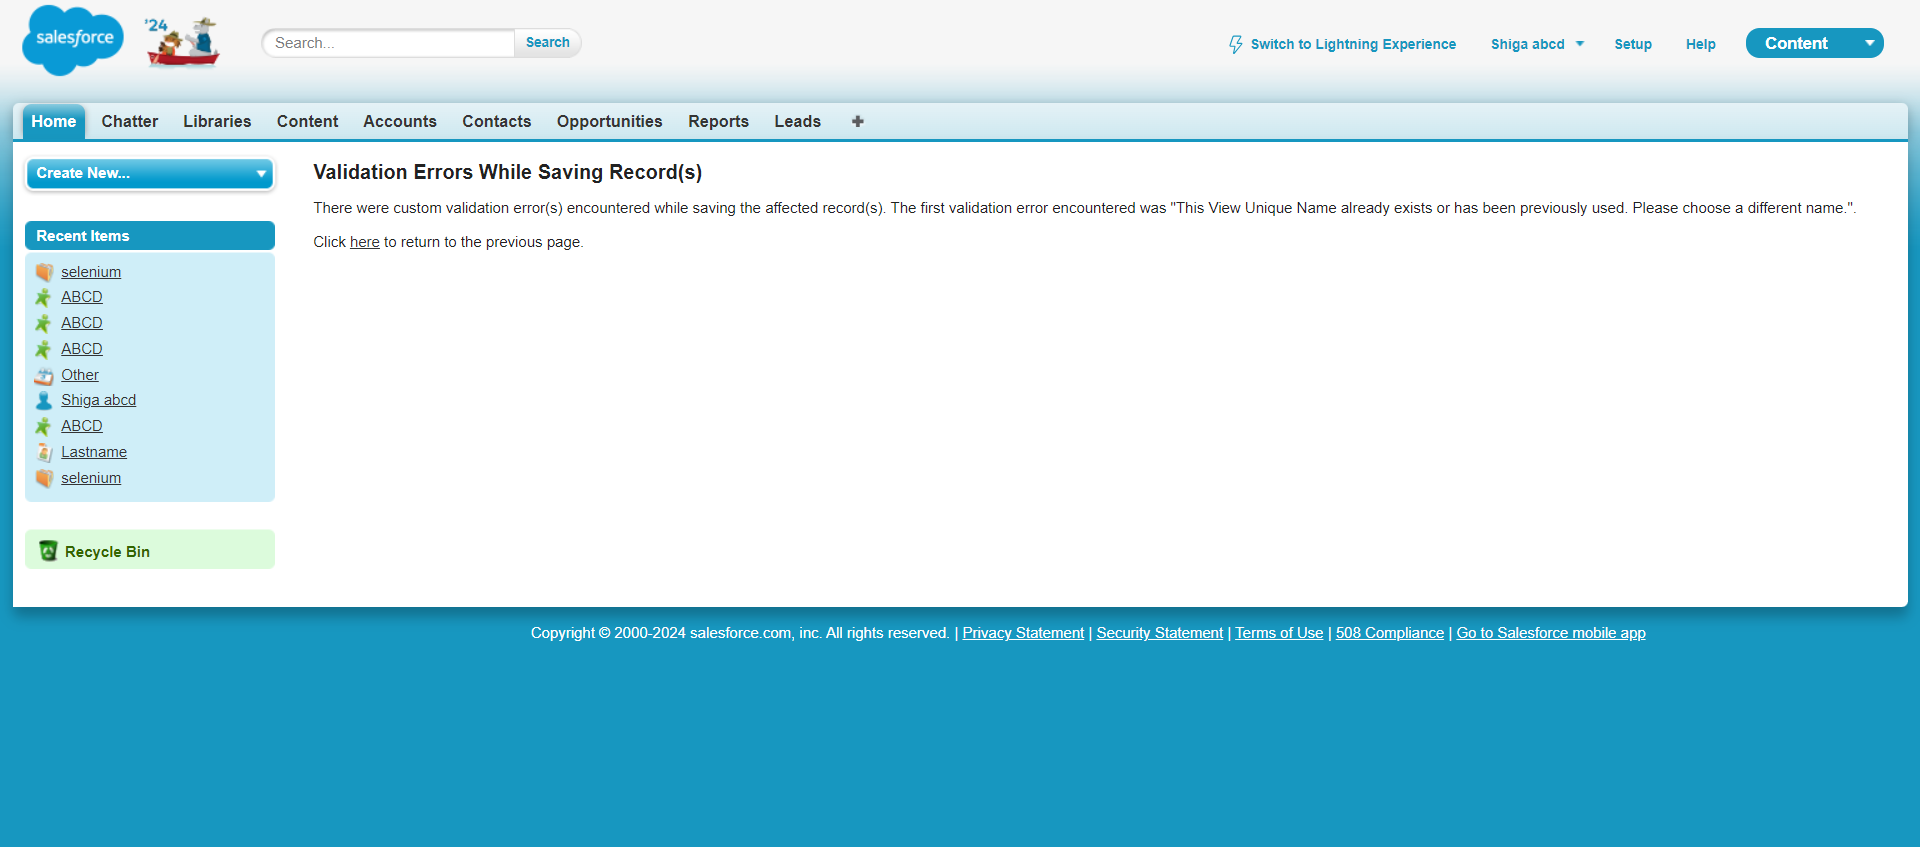 salesforce
'24
Search...
Search
Switch to Lightning Experience
Shiga abcd
Setup
Help
Content
Home
Chatter
Libraries
Content
Accounts
Contacts
Opportunities
Reports
Leads
Create New...
Recent Items
selenium
ABCD
ABCD
ABCD
Other
Shiga abcd
ABCD
Lastname
selenium
Recycle Bin
Validation Errors While Saving Record(s)
There were custom validation error(s) encountered while saving the affected record(s). The first validation error encountered was "This View Unique Name already exists or has been previously used. Please choose a different name.".
Click here to return to the previous page.
Copyright © 2000-2024 salesforce.com, inc. All rights reserved. | Privacy Statement | Security Statement | Terms of Use | 508 Compliance | Go to Salesforce mobile app